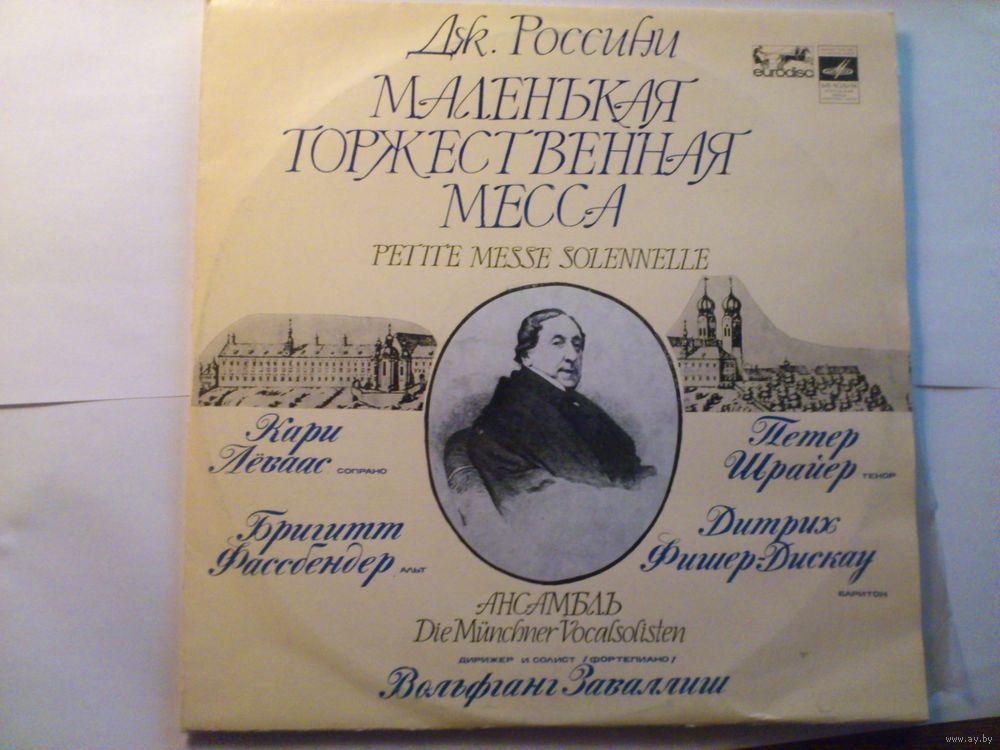 Дж. Россини
eurodisc
МАЛЕНЬКАЯ
ТОРЖЕСТВЕННАЯ
МЕССА
PETITE MESSE SOLENNELLE
Кари
Лёваас СОПРАНО
Петер
Шрайер ТЕНОР
Бригитт
Фассбендер АЛЬТ
Дитрих
Фишер-Дискау
БАРИТОН
АНСАМБЛЬ
Die Münchner Vocalsolisten
ДИРИЖЕР И СОЛИСТ /ФОРТЕПИАНО/
Вольфганг Заваллиш
www.ay.by